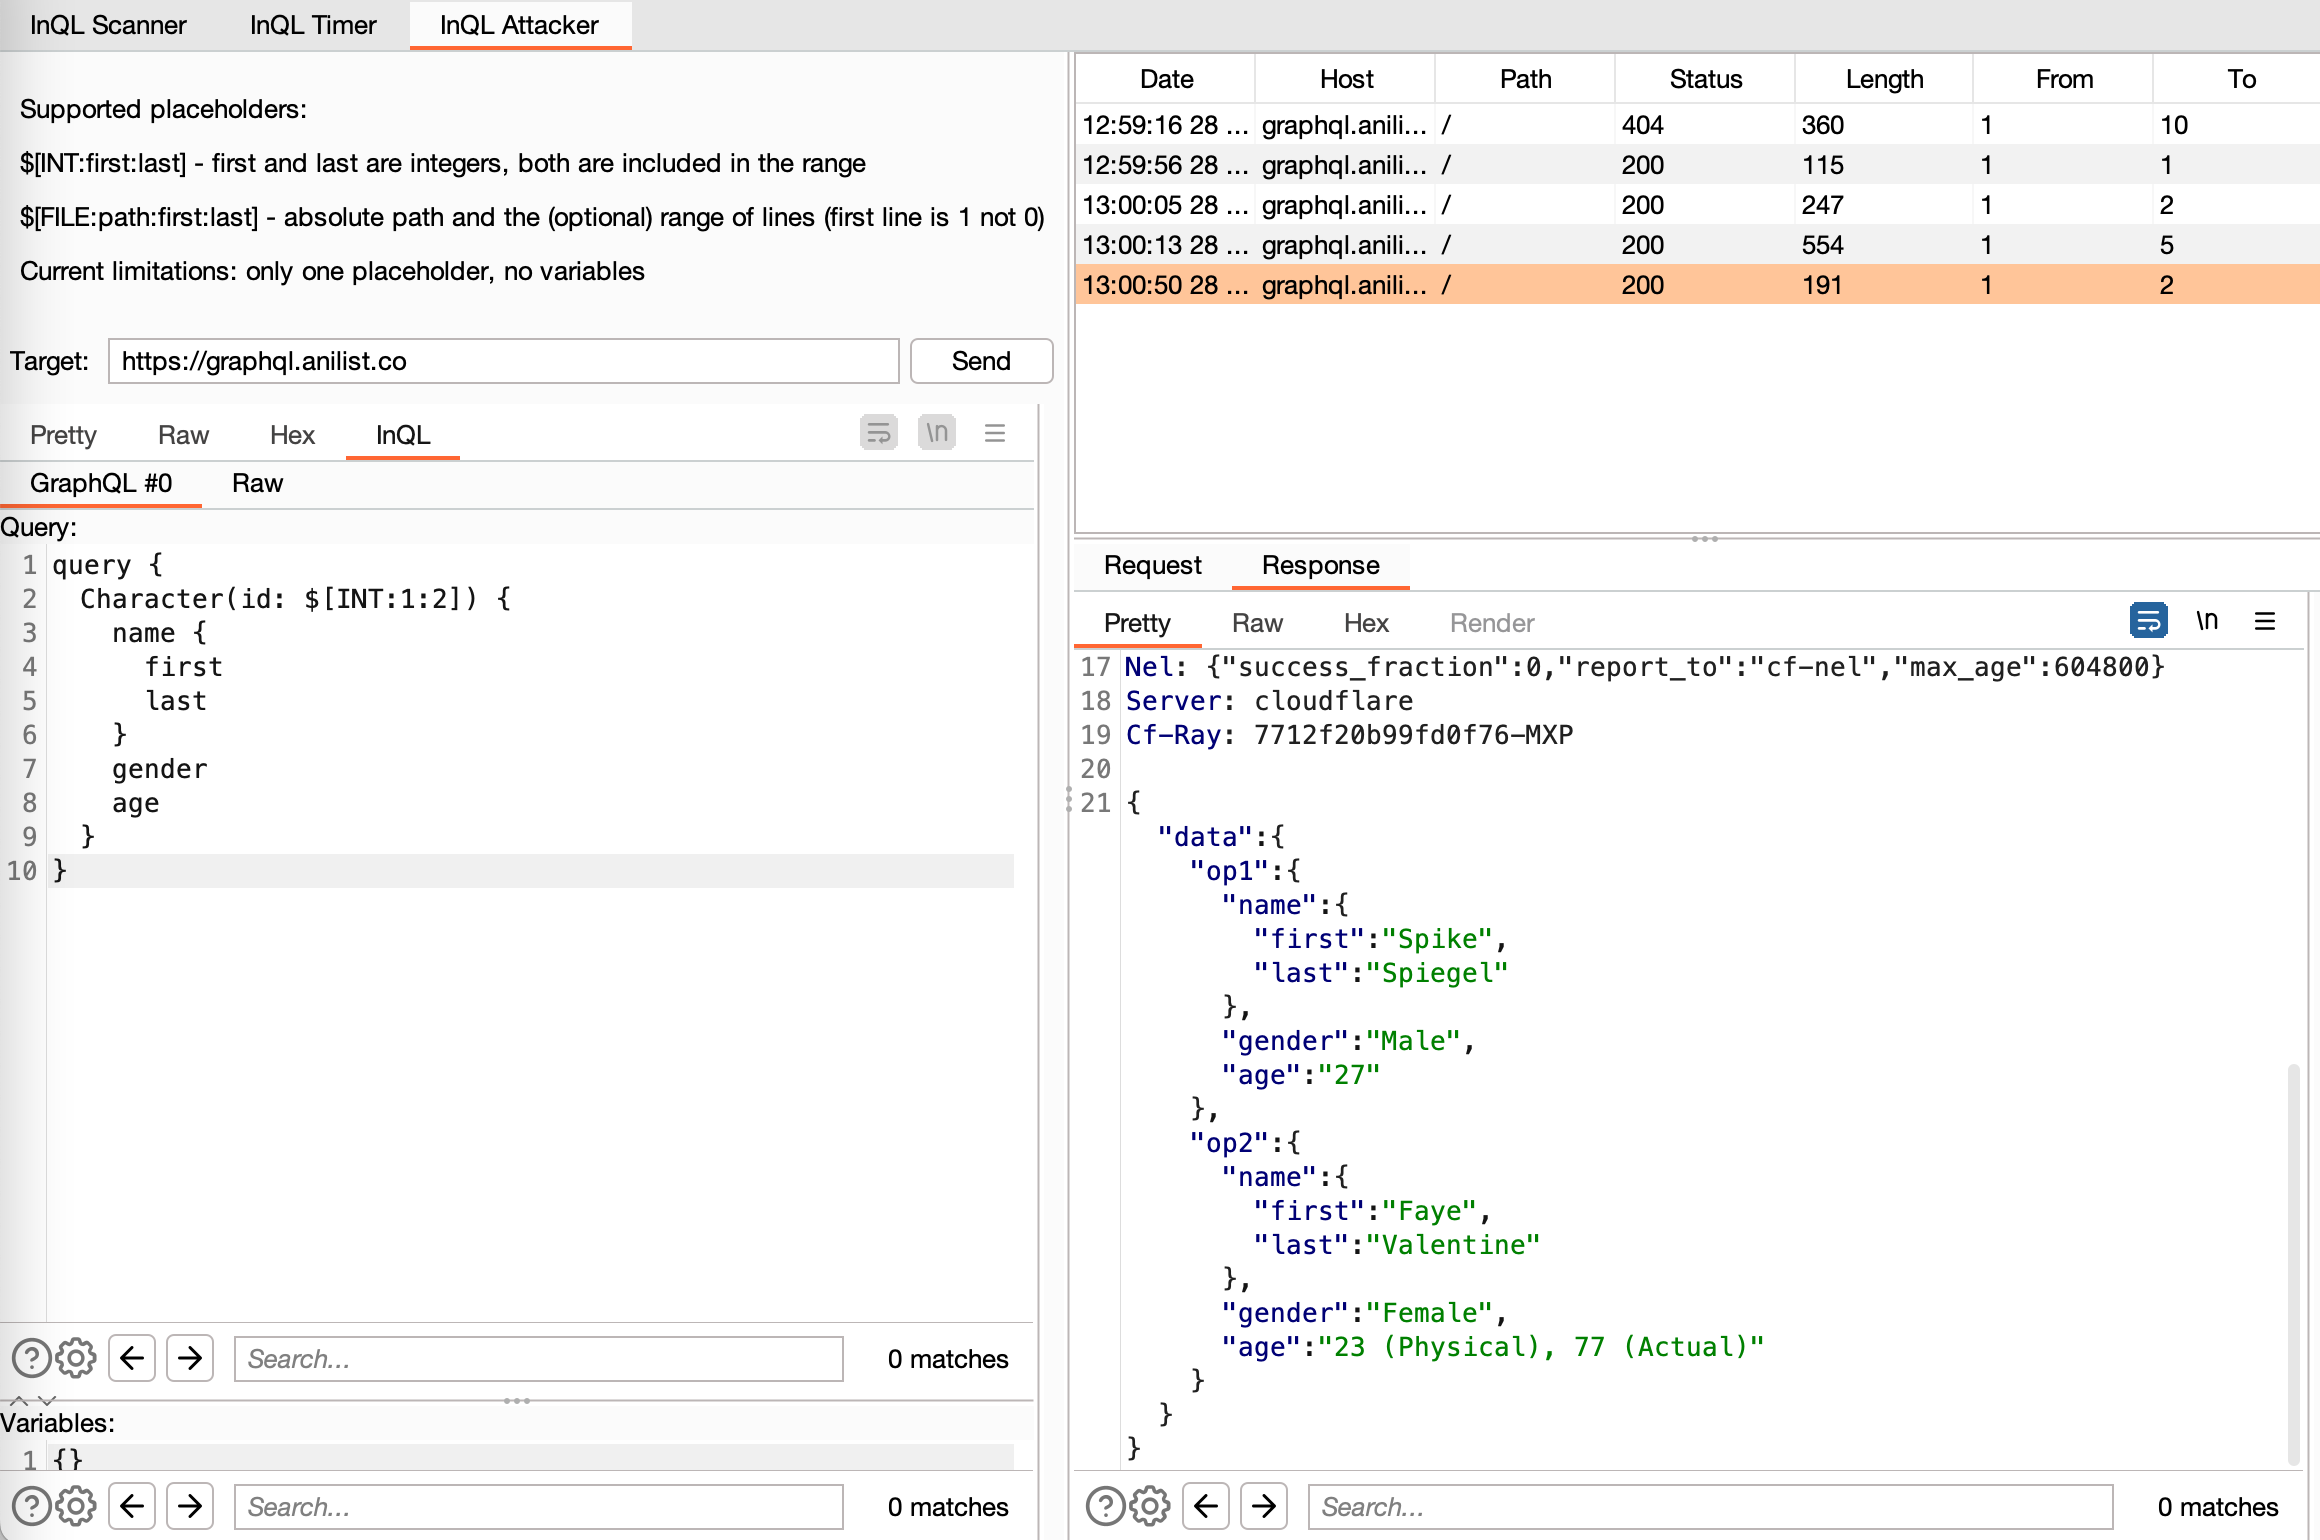 InQL Scanner InQL Timer InQL Attacker
Supported placeholders:
$[INT:first:last] - first and last are integers, both are included in the range
$[FILE:path:first:last] - absolute path and the (optional) range of lines (first line is 1 not 0)
Current limitations: only one placeholder, no variables
Target: https://graphql.anilist.co Send
Pretty Raw Hex InQL \n
GraphQL #0 Raw
Query:
1 query {
2 Character(id: $[INT:1:2]) {
3 name {
4 first
5 last
6 }
7 gender
8 age
9 }
10 }
Search... 0 matches
Variables:
1 {}
Search... 0 matches
Date Host Path Status Length From To
12:59:16 28 ... graphql.anili... / 404 360 1 10
12:59:56 28 ... graphql.anili... / 200 115 1 1
13:00:05 28 ... graphql.anili... / 200 247 1 2
13:00:13 28 ... graphql.anili... / 200 554 1 5
13:00:50 28 ... graphql.anili... / 200 191 1 2
Request Response
Pretty Raw Hex Render \n
17 Nel: {"success_fraction":0,"report_to":"cf-nel","max_age":604800}
18 Server: cloudflare
19 Cf-Ray: 7712f20b99fd0f76-MXP
20
21 {
"data":{
"op1":{
"name":{
"first":"Spike",
"last":"Spiegel"
},
"gender":"Male",
"age":"27"
},
"op2":{
"name":{
"first":"Faye",
"last":"Valentine"
},
"gender":"Female",
"age":"23 (Physical), 77 (Actual)"
}
}
}
Search... 0 matches